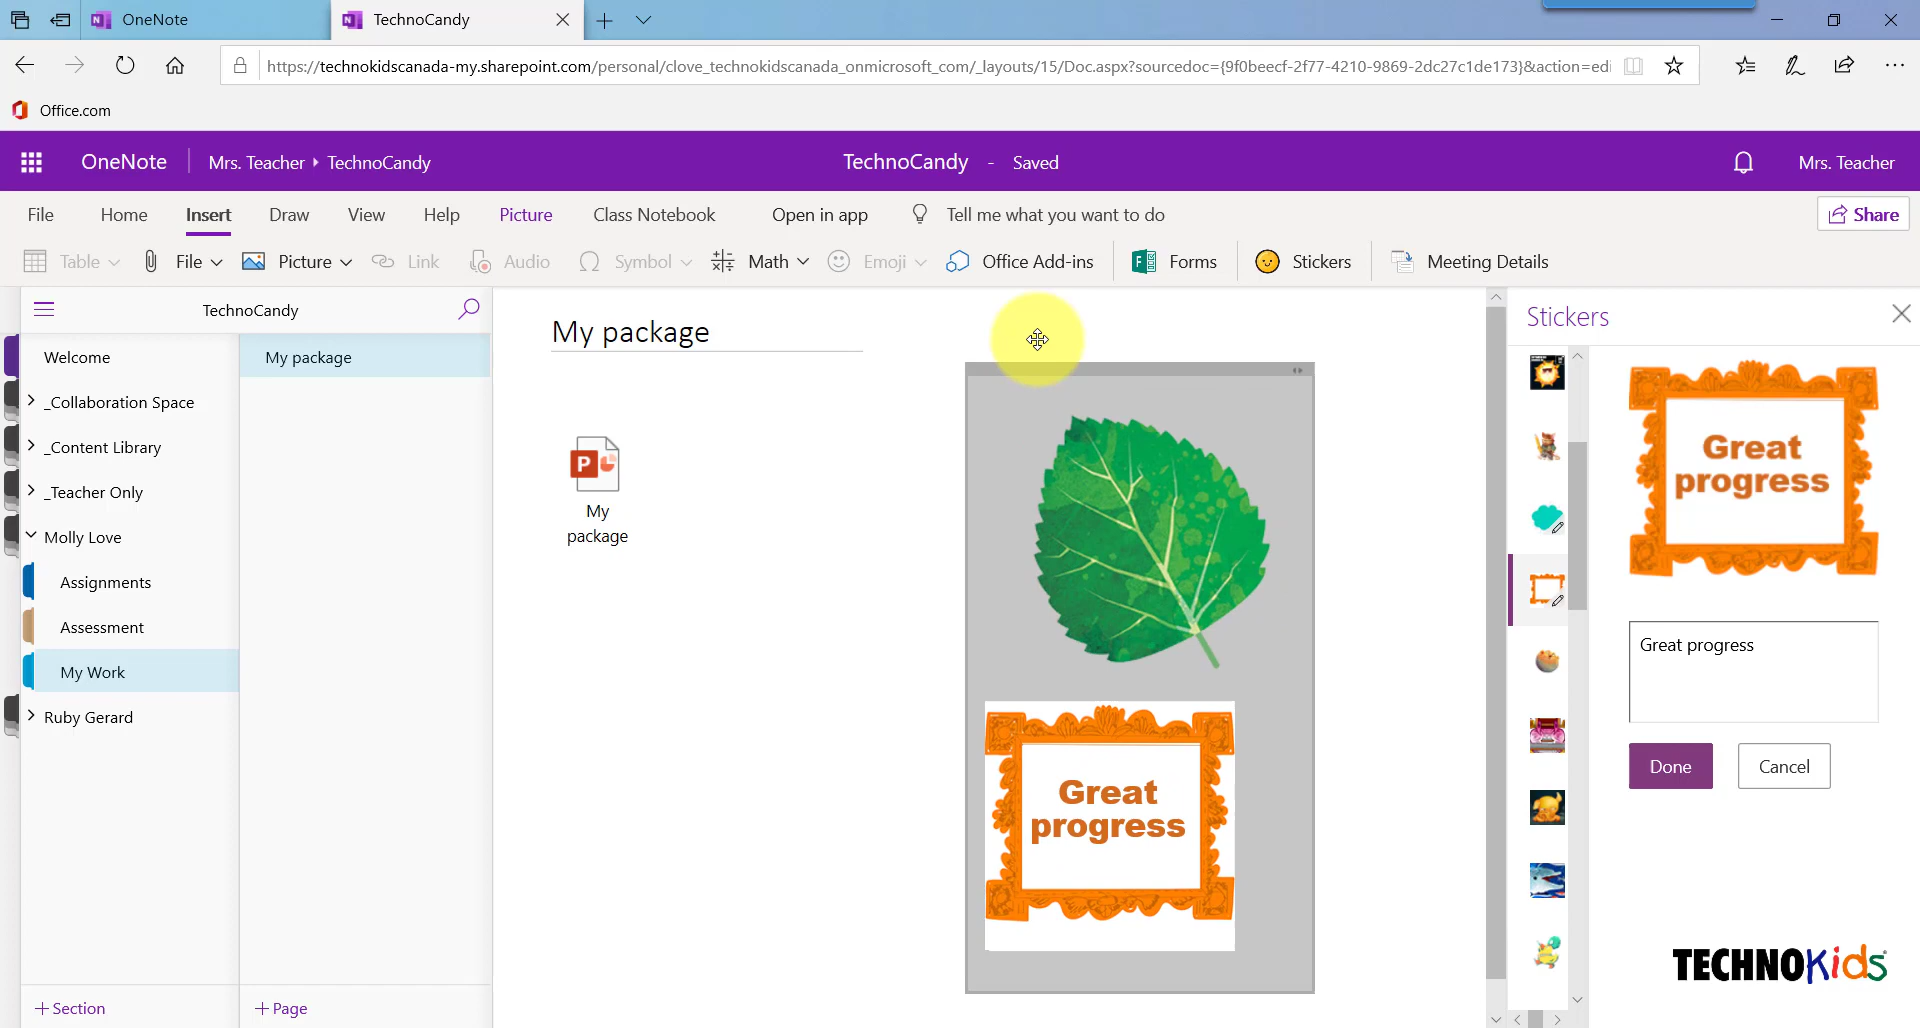 OneNote
TechnoCandy
https://technokidscanada-my.sharepoint.com/personal/clove_technokidscanada_onmicrosoft_com/_layouts/15/Doc.aspx?sourcedoc={9f0beecf-2f77-4210-9869-2dc27c1de173}&action=edi
Office.com
OneNote Mrs. Teacher TechnoCandy TechnoCandy - Saved Mrs. Teacher
File Home Insert Draw View Help Picture Class Notebook Open in app Tell me what you want to do Share
Table File Picture Link Audio Symbol Math Emoji Office Add-ins Forms Stickers Meeting Details
TechnoCandy
Welcome
_Collaboration Space
_Content Library
_Teacher Only
Molly Love
Assignments
Assessment
My Work
Ruby Gerard
+ Section
My package
+ Page
My package
My
package
Great
progress
Stickers
Great
progress
Great progress
Done Cancel
TECHNOKids